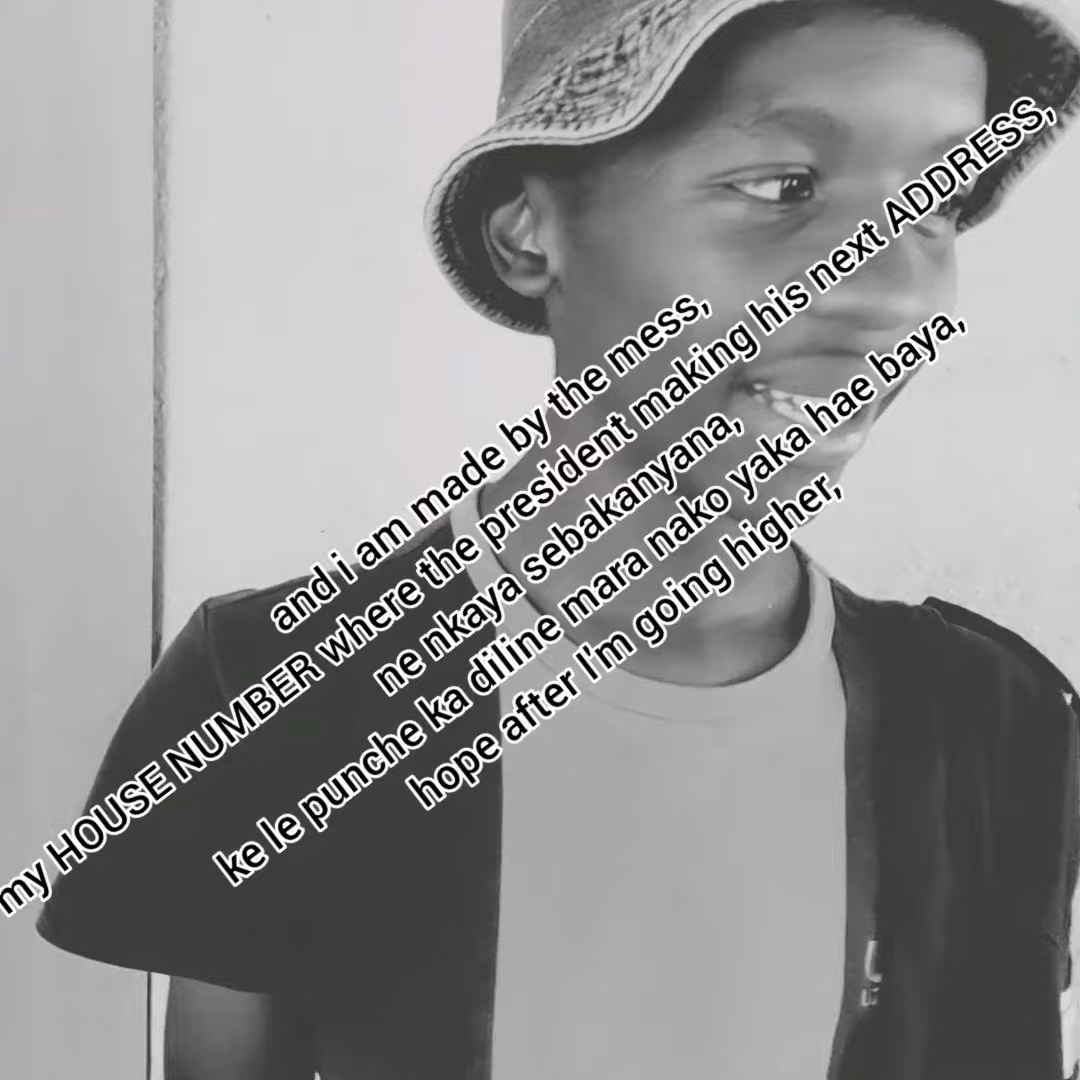 and i am made by the mess,
my HOUSE NUMBER where the president making his next ADDRESS,
ne nkaya sebakanyana,
ke le punche ka diline mara nako yaka hae baya,
hope after I'm going higher,